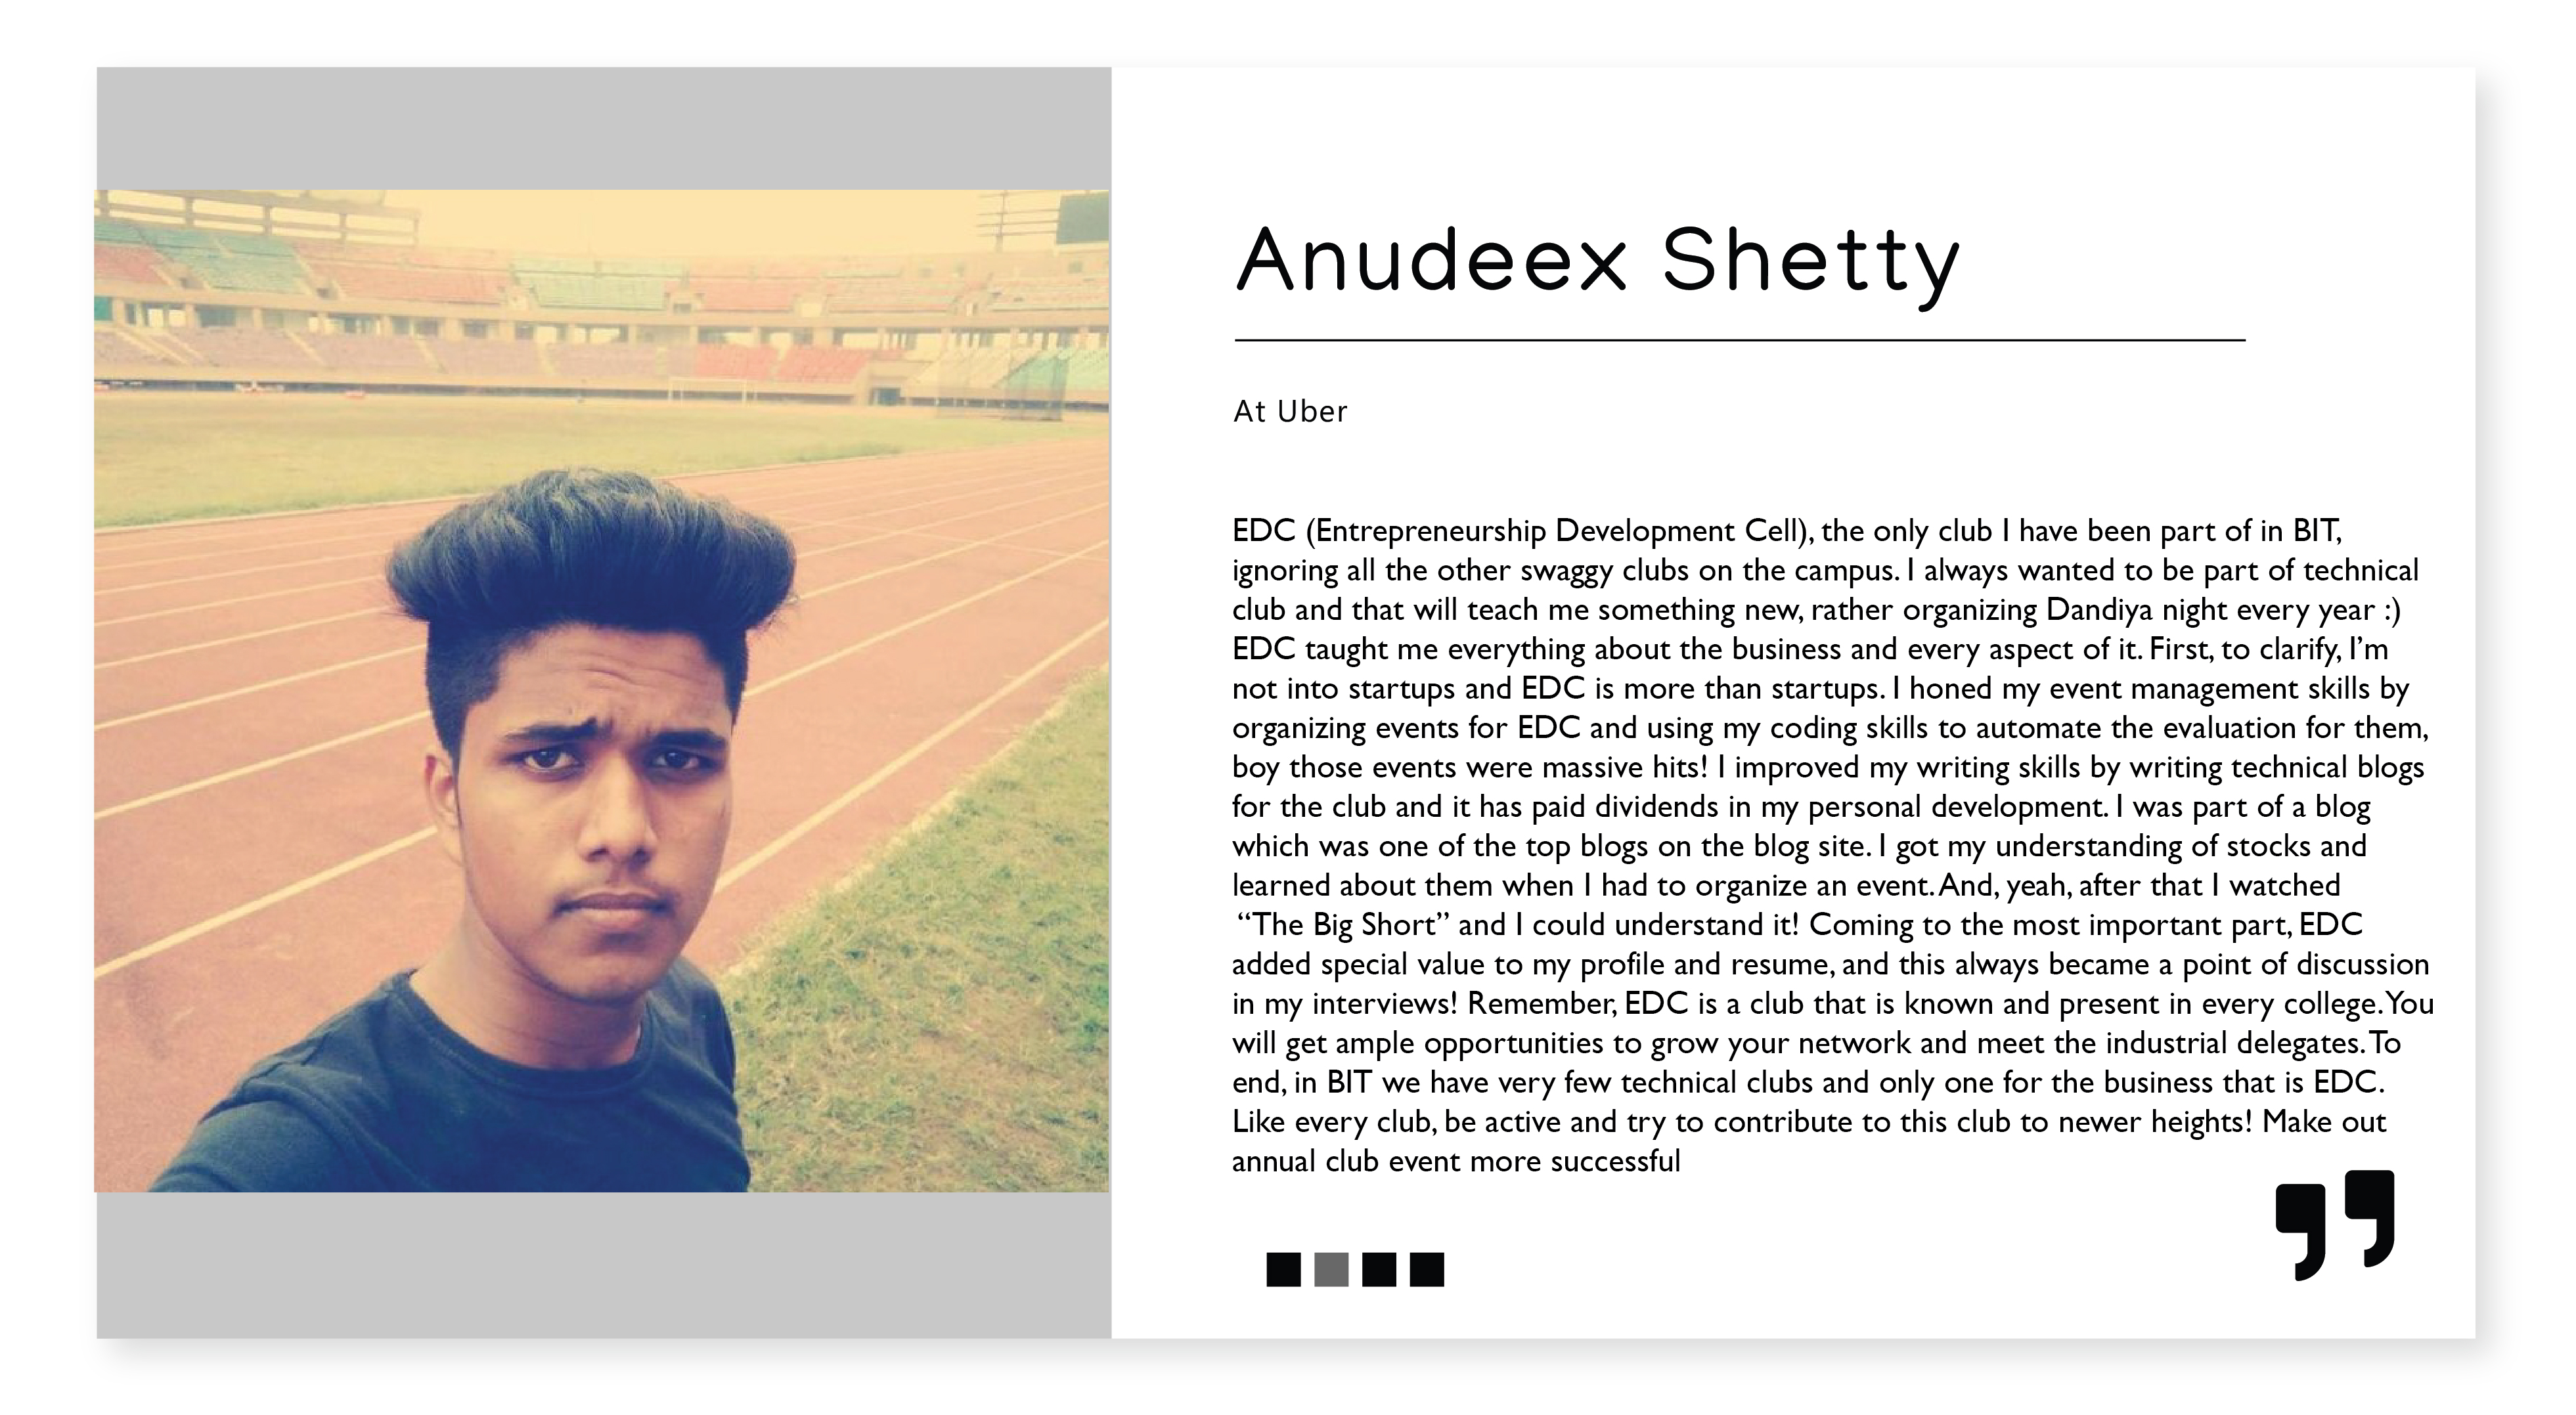 Anudeex Shetty
At Uber
EDC (Entrepreneurship Development Cell), the only club I have been part of in BIT,
ignoring all the other swaggy clubs on the campus. I always wanted to be part of technical
club and that will teach me something new, rather organizing Dandiya night every year :)
EDC taught me everything about the business and every aspect of it. First, to clarify, I’m
not into startups and EDC is more than startups. I honed my event management skills by
organizing events for EDC and using my coding skills to automate the evaluation for them,
boy those events were massive hits! I improved my writing skills by writing technical blogs
for the club and it has paid dividends in my personal development. I was part of a blog
which was one of the top blogs on the blog site. I got my understanding of stocks and
learned about them when I had to organize an event. And, yeah, after that I watched
“The Big Short” and I could understand it! Coming to the most important part, EDC
added special value to my profile and resume, and this always became a point of discussion
in my interviews! Remember, EDC is a club that is known and present in every college. You
will get ample opportunities to grow your network and meet the industrial delegates. To
end, in BIT we have very few technical clubs and only one for the business that is EDC.
Like every club, be active and try to contribute to this club to newer heights! Make out
annual club event more successful
”